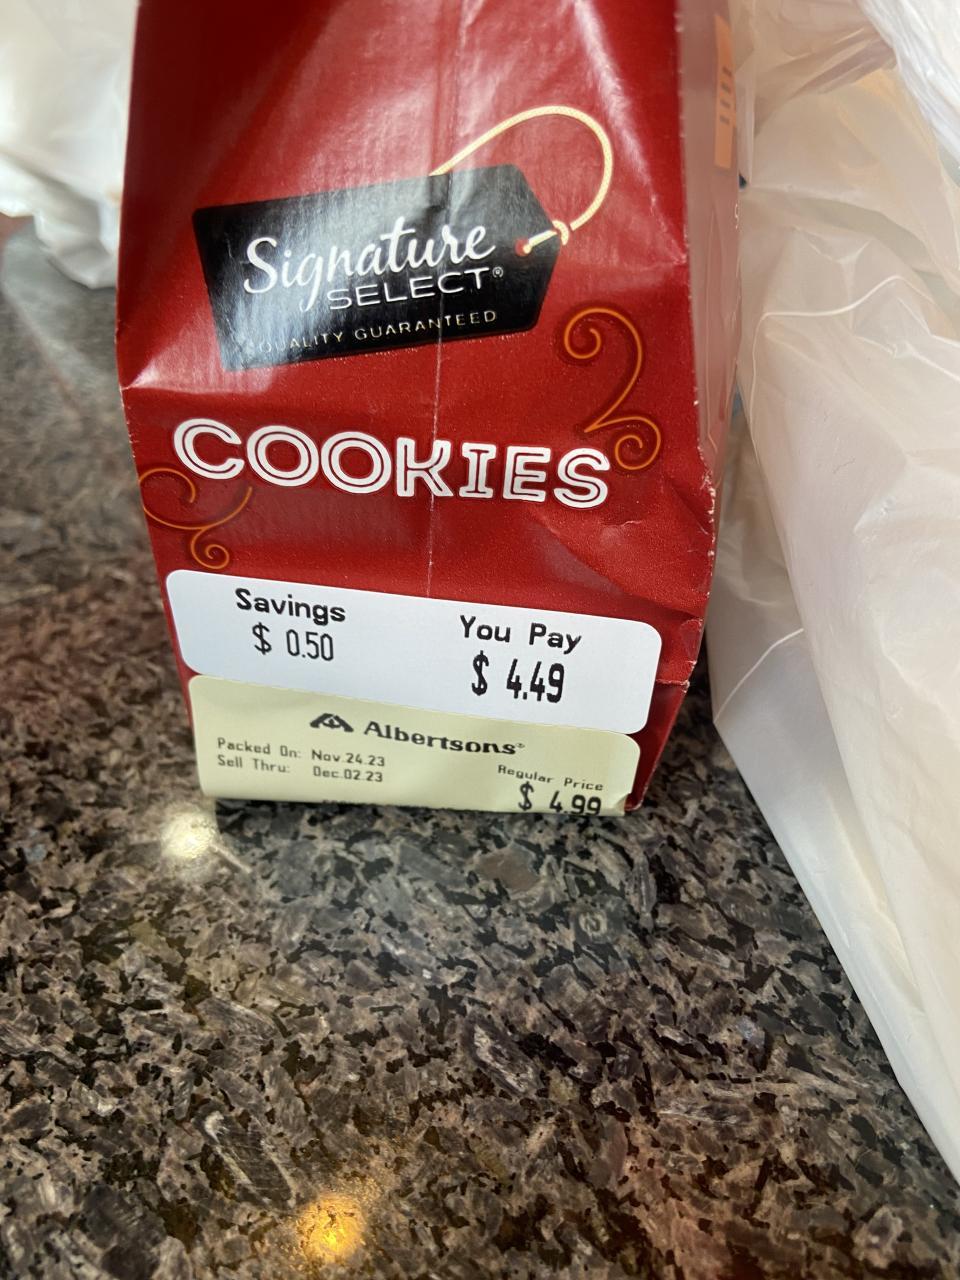 Signature
SELECT®
QUALITY GUARANTEED
COOKIES
Savings
$ 0.50
You Pay
$ 4.49
Albertsons®
Packed On: Nov.24.23
Sell Thru: Dec.02.23
Regular Price
$ 4.99